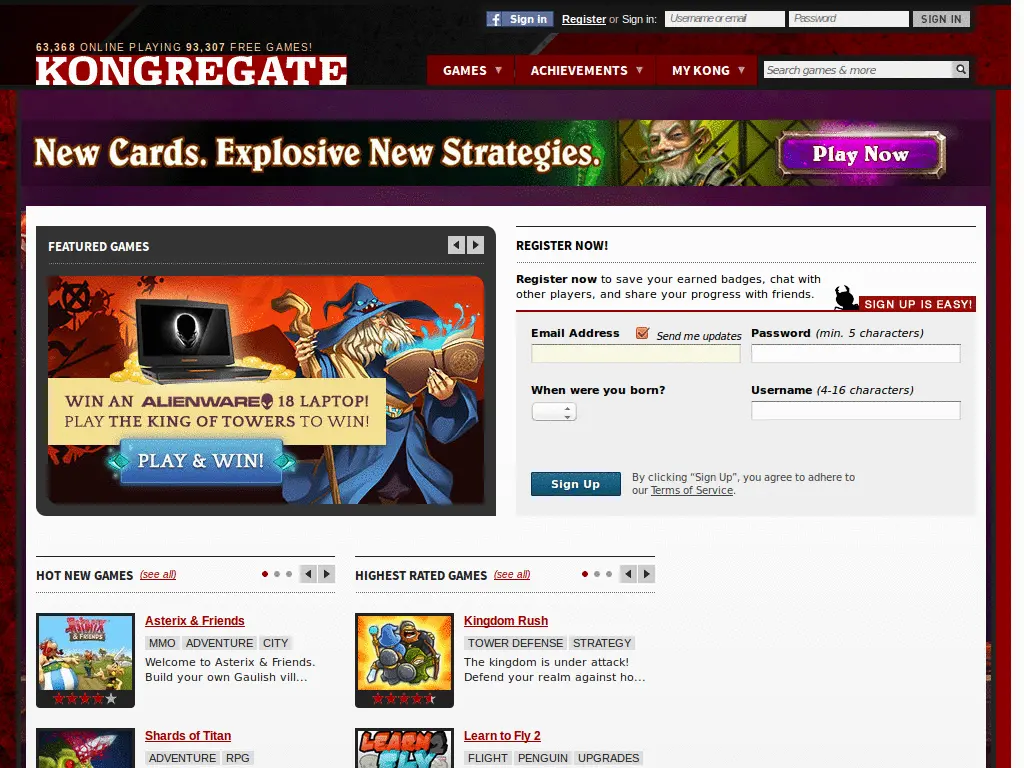 Sign in
Register or Sign in:
Username or email
Password
SIGN IN
63,368 ONLINE PLAYING 93,307 FREE GAMES!
KONGREGATE
GAMES
ACHIEVEMENTS
MY KONG
Search games & more
New Cards. Explosive New Strategies.
Play Now
FEATURED GAMES
WIN AN ALIENWARE 18 LAPTOP!
PLAY THE KING OF TOWERS TO WIN!
PLAY & WIN!
REGISTER NOW!
Register now to save your earned badges, chat with
other players, and share your progress with friends.
SIGN UP IS EASY!
Email Address
Send me updates
Password (min. 5 characters)
When were you born?
Username (4-16 characters)
Sign Up
By clicking “Sign Up”, you agree to adhere to
our Terms of Service.
HOT NEW GAMES (see all)
Asterix & Friends
MMO ADVENTURE CITY
Welcome to Asterix & Friends.
Build your own Gaulish vill...
Asterix
& FRIENDS
Shards of Titan
ADVENTURE RPG
HIGHEST RATED GAMES (see all)
Kingdom Rush
TOWER DEFENSE STRATEGY
The kingdom is under attack!
Defend your realm against ho...
Learn to Fly 2
FLIGHT PENGUIN UPGRADES
LEARN 2
FLY